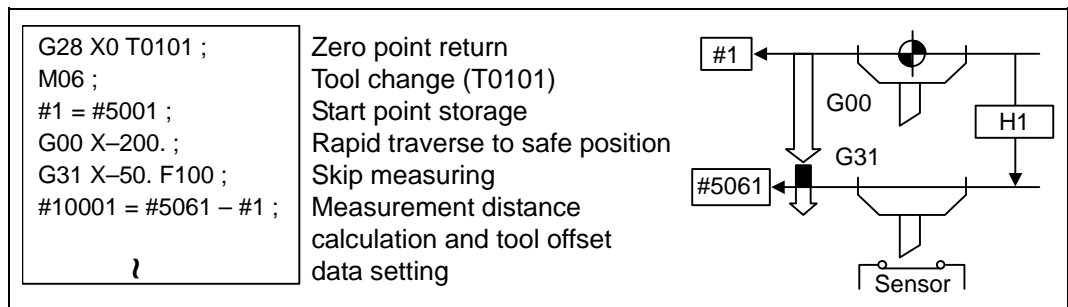 G28 X0 T0101 ; Zero point return
M06 ; Tool change (T0101)
#1 = #5001 ; Start point storage
G00 X–200. ; Rapid traverse to safe position
G31 X–50. F100 ; Skip measuring
#10001 = #5061 – #1 ; Measurement distance
calculation and tool offset
~ data setting
#1
G00
H1
G31
#5061
Sensor